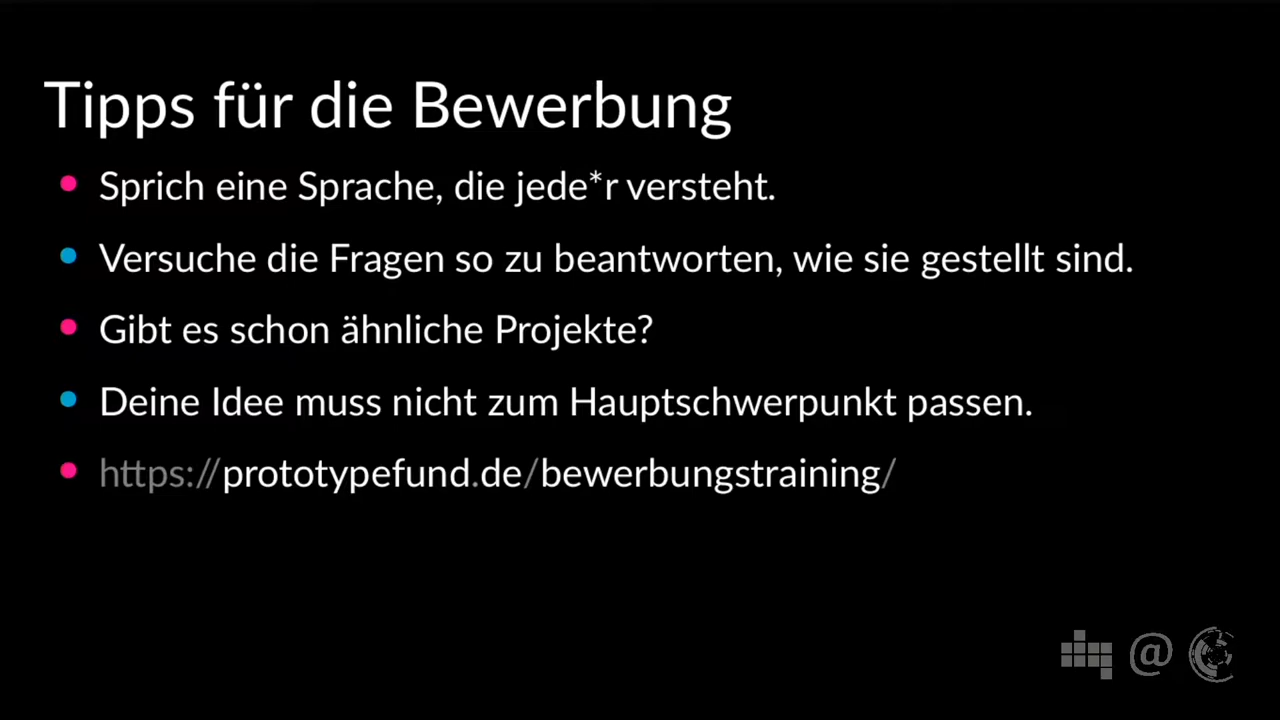 Tipps für die Bewerbung
Sprich eine Sprache, die jede*r versteht.
Versuche die Fragen so zu beantworten, wie sie gestellt sind.
Gibt es schon ähnliche Projekte?
Deine Idee muss nicht zum Hauptschwerpunkt passen.
https://prototypefund.de/bewerbungstraining/
@